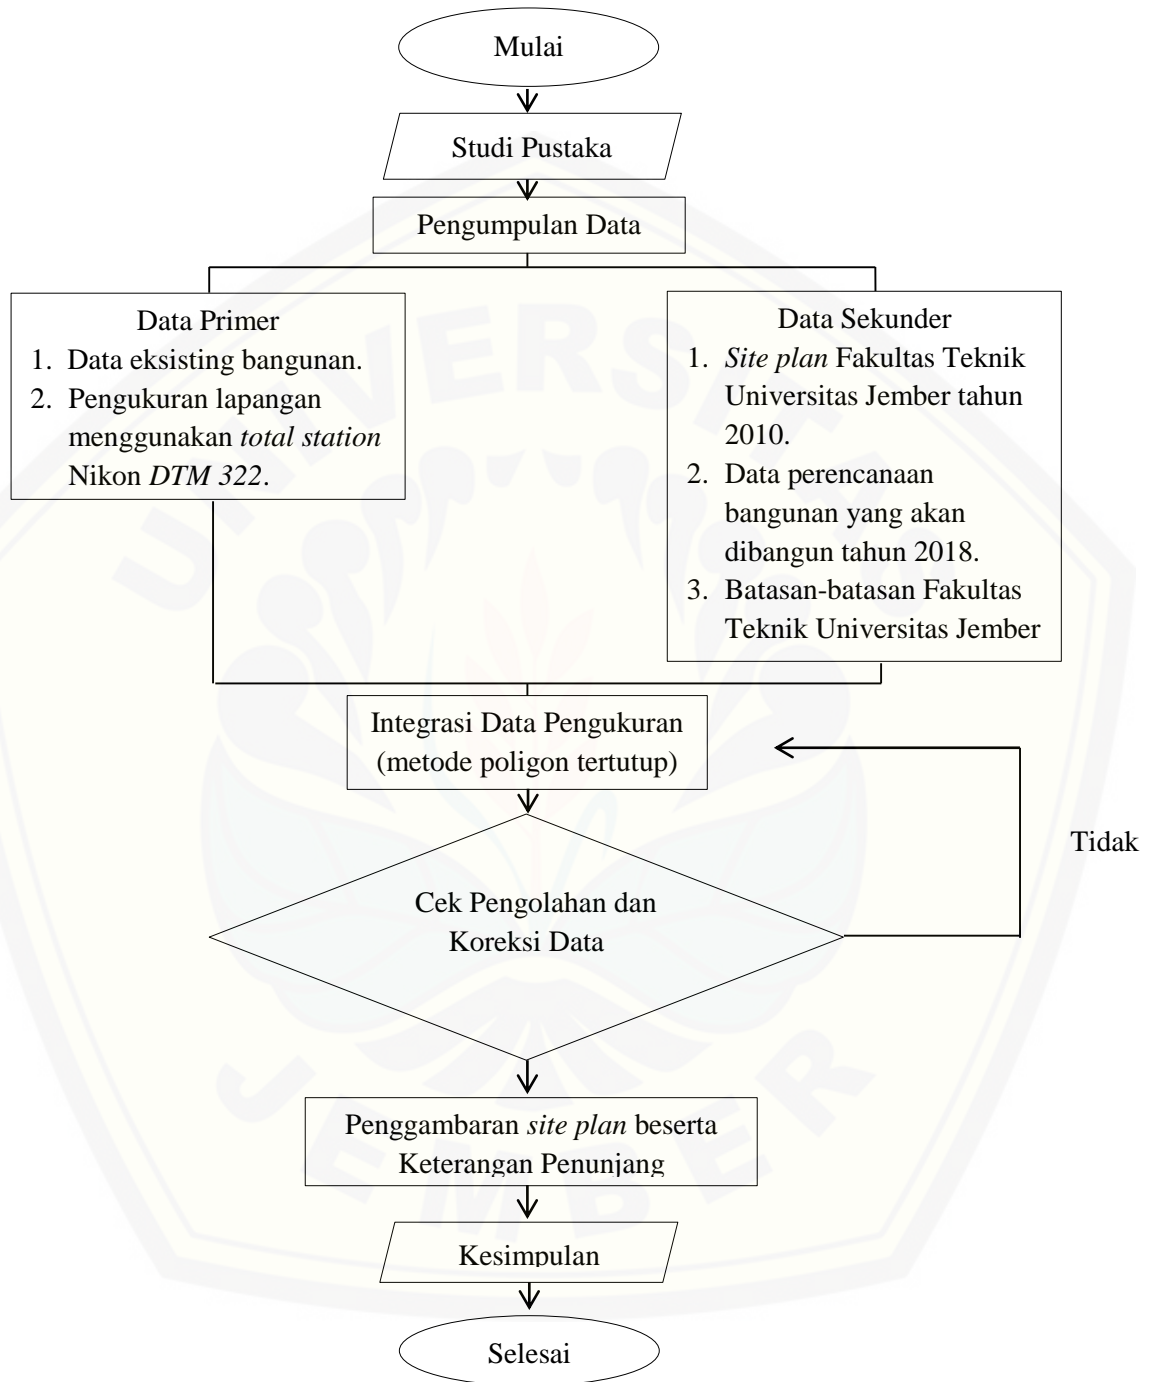 Mulai
Studi Pustaka
Pengumpulan Data
Data Primer
1. Data eksisting bangunan.
2. Pengukuran lapangan
menggunakan total station
Nikon DTM 322.
Data Sekunder
1. Site plan Fakultas Teknik
Universitas Jember tahun
2010.
2. Data perencanaan
bangunan yang akan
dibangun tahun 2018.
3. Batasan-batasan Fakultas
Teknik Universitas Jember
Integrasi Data Pengukuran
(metode poligon tertutup)
Tidak
Cek Pengolahan dan
Koreksi Data
Penggambaran site plan beserta
Keterangan Penunjang
Kesimpulan
Selesai
UNIVERSITAS
JEMBER